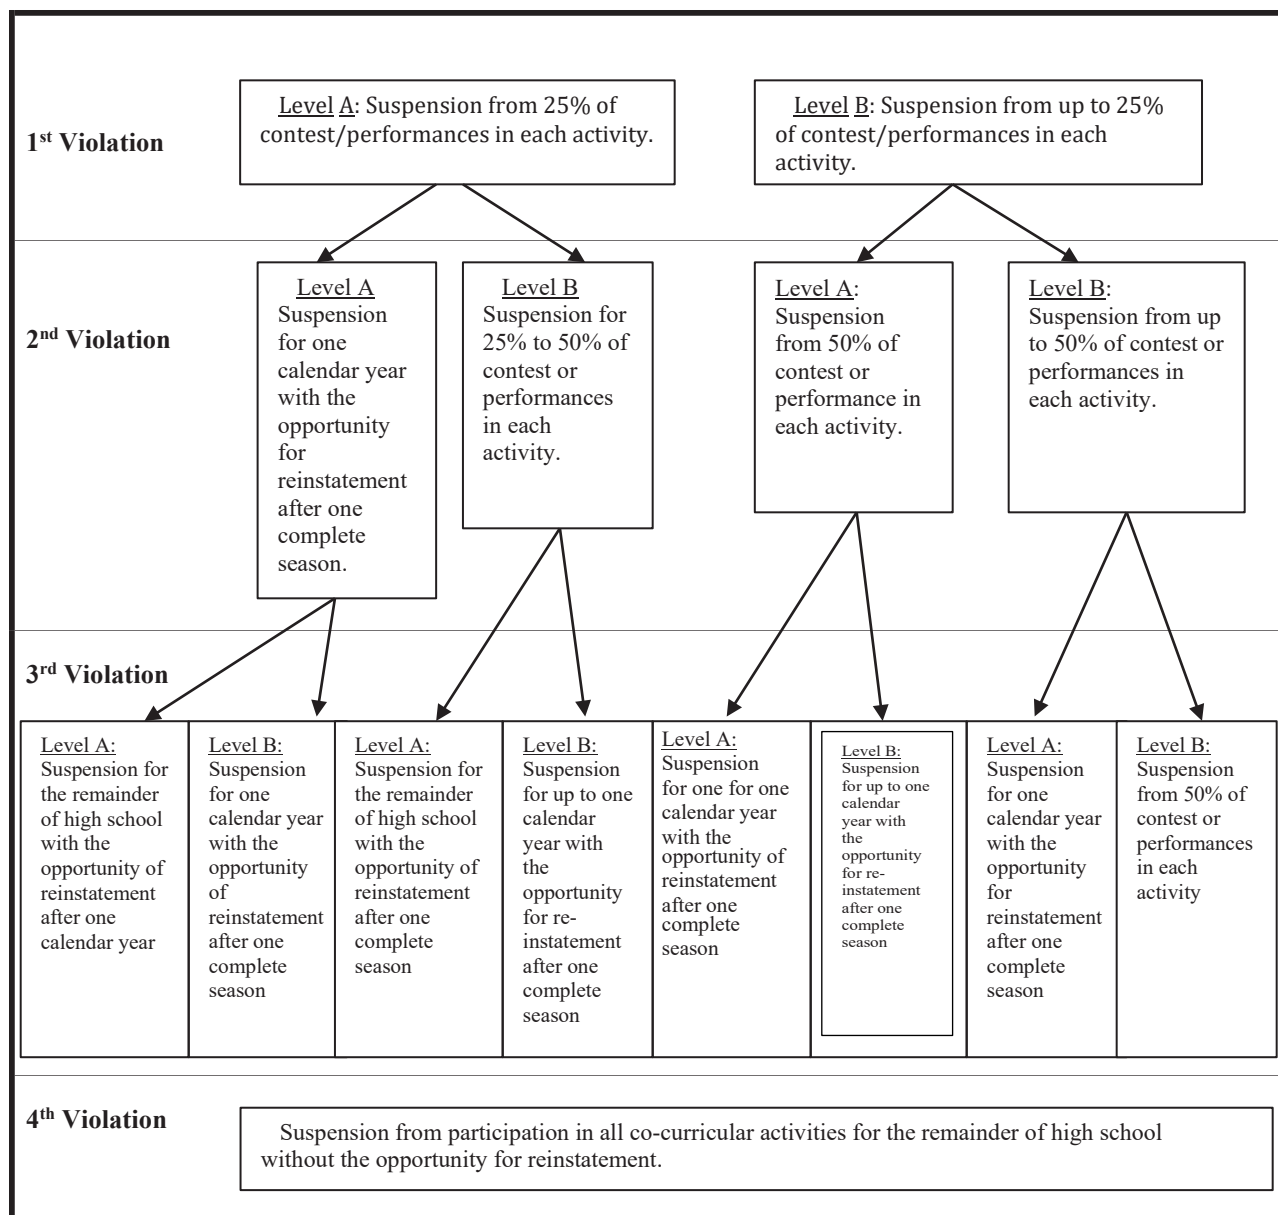 1st Violation
Level A: Suspension from 25% of
contest/performances in each activity.
Level B: Suspension from up to 25%
of contest/performances in each
activity.
2nd Violation
Level A
Suspension
for one
calendar year
with the
opportunity
for
reinstatement
after one
complete
season.
Level B
Suspension for
25% to 50% of
contest or
performances
in each
activity.
Level A:
Suspension
from 50% of
contest or
performance in
each activity.
Level B:
Suspension from up
to 50% of contest or
performances in
each activity.
3rd Violation
Level A:
Suspension for
the remainder
of high school
with the
opportunity of
reinstatement
after one
calendar year
Level B:
Suspension
for one
calendar year
with the
opportunity
of
reinstatement
after one
complete
season
Level A:
Suspension for
the remainder
of high school
with the
opportunity of
reinstatement
after one
complete
season
Level B:
Suspension
for up to one
calendar
year with
the
opportunity
for re-
instatement
after one
complete
season
Level A:
Suspension
for one for one
calendar year
with the
opportunity of
reinstatement
after one
complete
season
Level B:
Suspension
for up to one
calendar
year with
the
opportunity
for re-
instatement
after one
complete
season
Level A:
Suspension
for one
calendar year
with the
opportunity
for
reinstatement
after one
complete
season
Level B:
Suspension
from 50% of
contest or
performances
in each
activity
4th Violation
Suspension from participation in all co-curricular activities for the remainder of high school
without the opportunity for reinstatement.